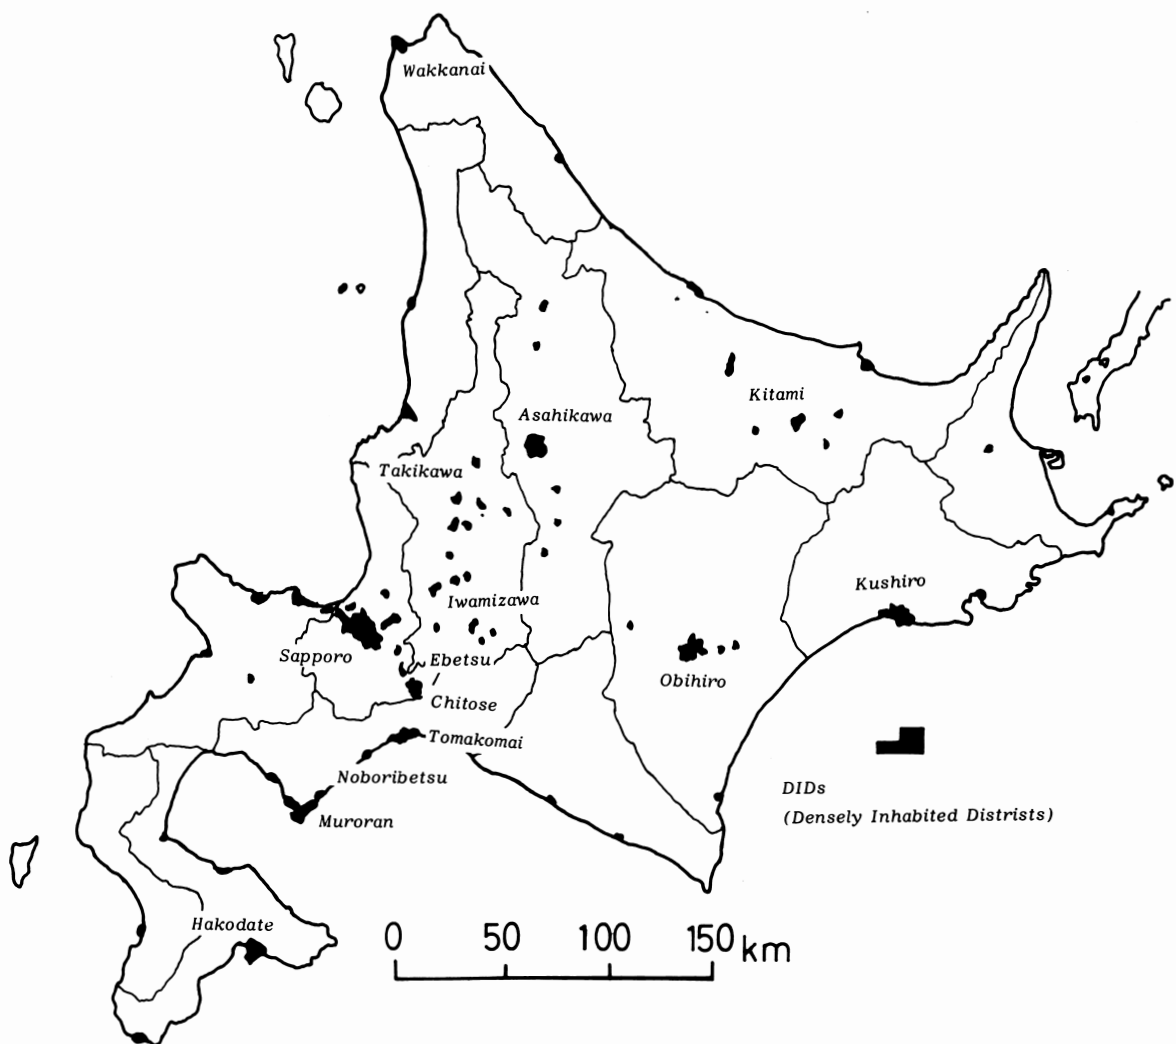 Wakkanai
Kitami
Asahikawa
Takikawa
Kushiro
Iwamizawa
Sapporo
Ebetsu
Obihiro
Chitose
Tomakomai
Noboribetsu
DIDs
(Densely Inhabited Distrists)
Muroran
Hakodate
0 50 100 150 km